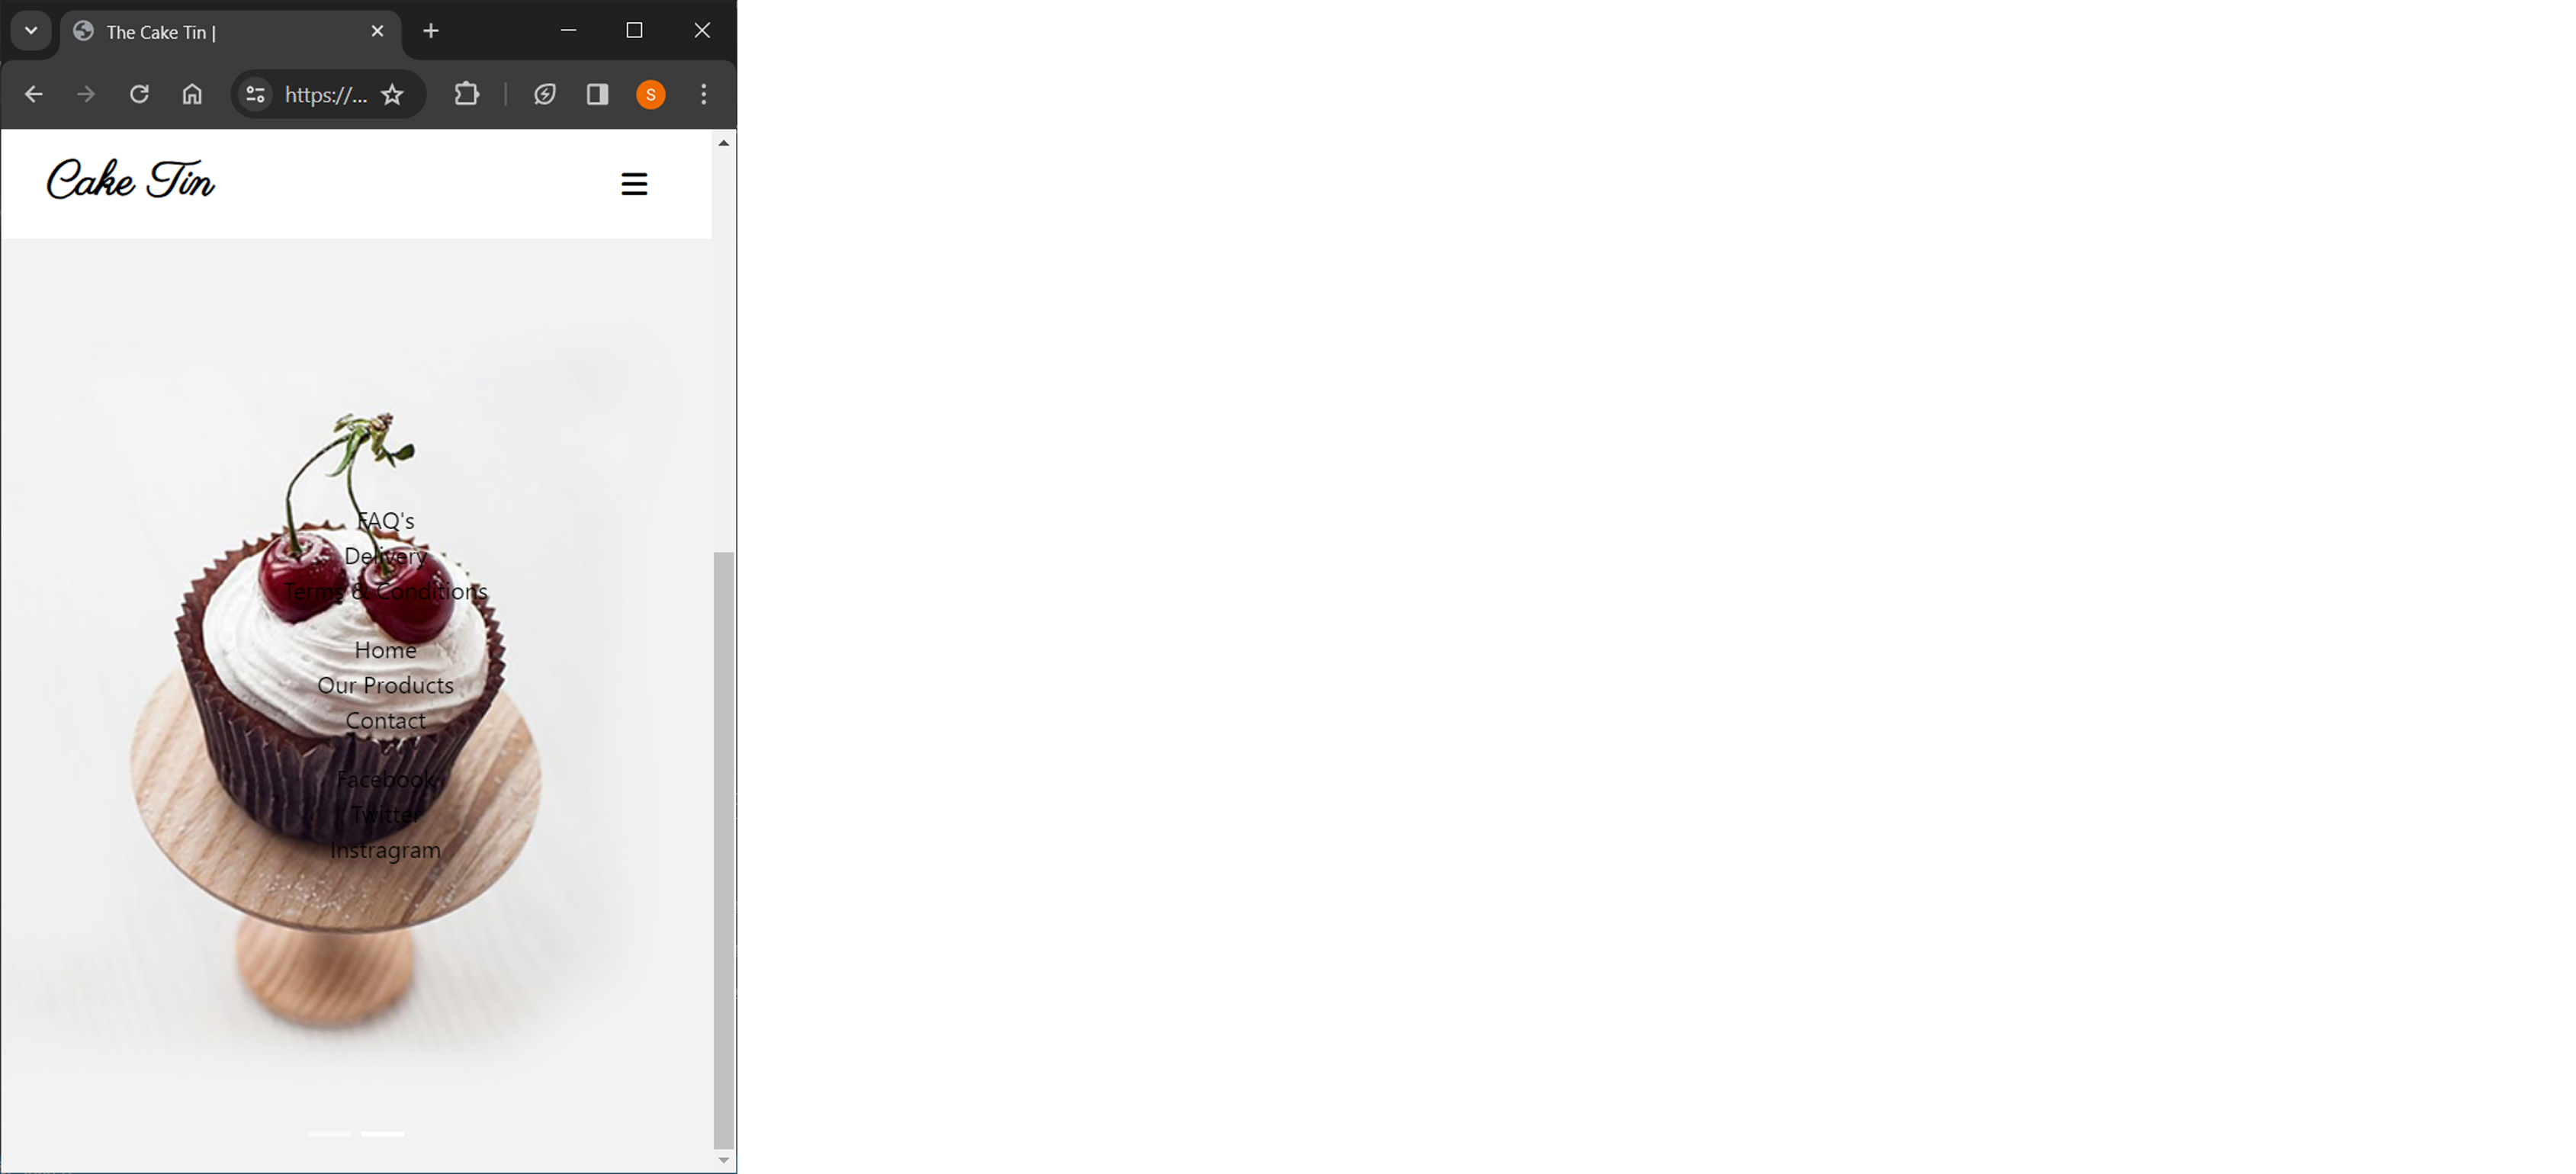 The Cake Tin |
https://...
S
Cake Tin
FAQ's
Delivery
Terms & Conditions
Home
Our Products
Contact
Facebook
Twitter
Instragram